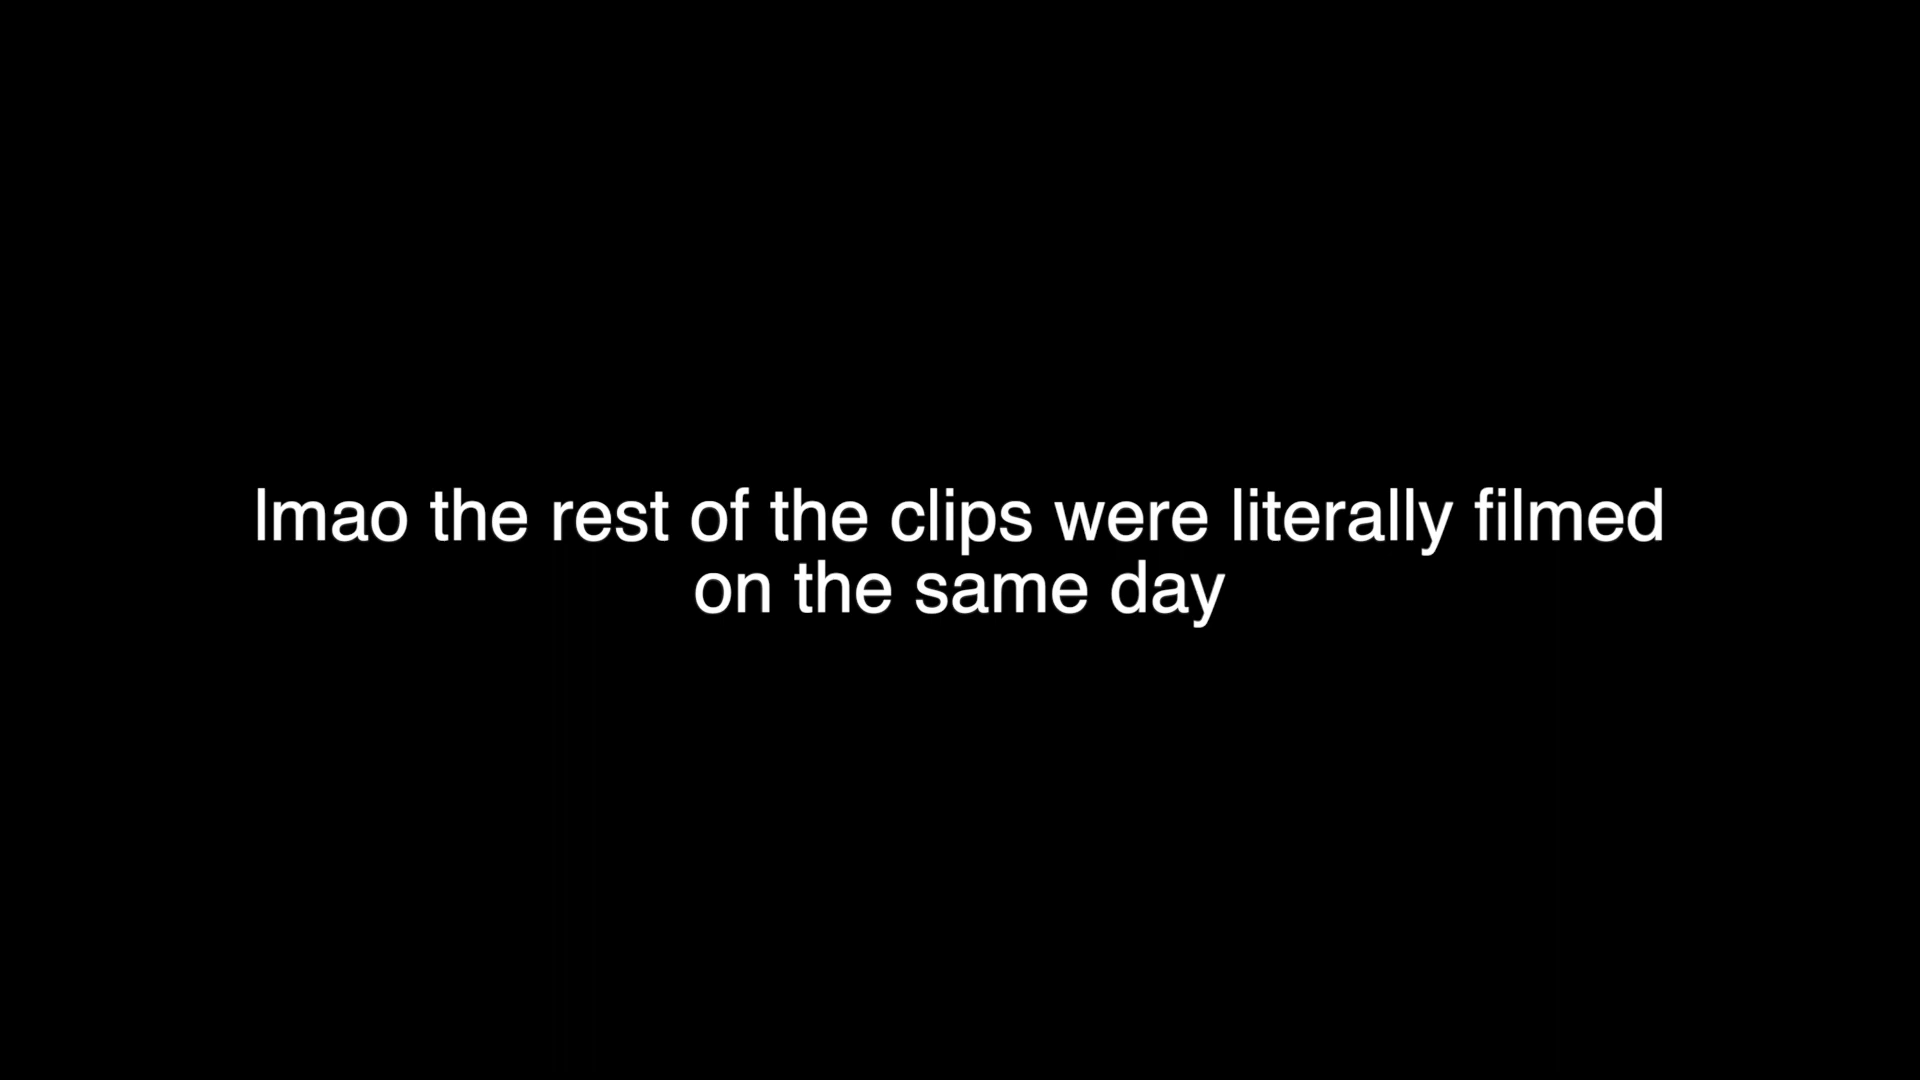 lmao the rest of the clips were literally filmed
on the same day